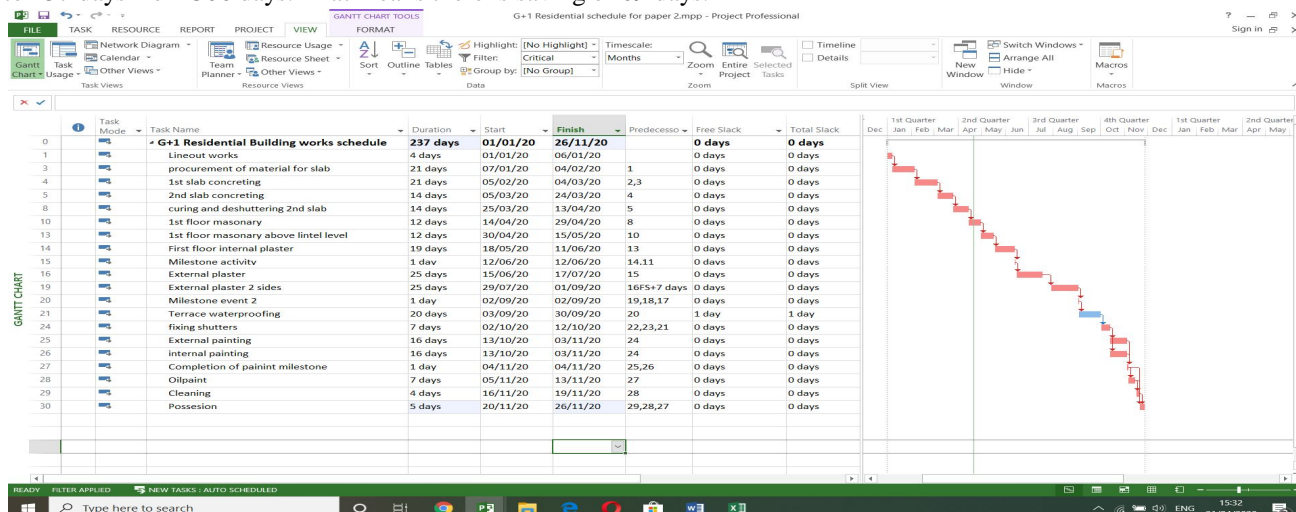 GANTT CHART TOOLS
G+1 Residential schedule for paper 2.mpp - Project Professional
FILE TASK RESOURCE REPORT PROJECT VIEW FORMAT
Sign in
Gantt Chart
Task Usage
Network Diagram
Calendar
Other Views
Task Views
Team Planner
Resource Usage
Resource Sheet
Other Views
Resource Views
Sort
Outline
Tables
Highlight: [No Highlight]
Filter: Critical
Group by: [No Group]
Data
Timescale:
Months
Zoom
Entire Project
Selected Tasks
Zoom
Timeline
Details
Split View
New Window
Switch Windows
Arrange All
Hide
Window
Macros
Macros
Task Mode Task Name Duration Start Finish Predecesso Free Slack Total Slack
1st Quarter 2nd Quarter 3rd Quarter 4th Quarter 1st Quarter 2nd Quarter
Dec Jan Feb Mar Apr May Jun Jul Aug Sep Oct Nov Dec Jan Feb Mar Apr May
0 G+1 Residential Building works schedule 237 days 01/01/20 26/11/20 0 days 0 days
1 Lineout works 4 days 01/01/20 06/01/20 0 days 0 days
3 procurement of material for slab 21 days 07/01/20 04/02/20 1 0 days 0 days
4 1st slab concreting 21 days 05/02/20 04/03/20 2,3 0 days 0 days
5 2nd slab concreting 14 days 05/03/20 24/03/20 4 0 days 0 days
8 curing and deshuttering 2nd slab 14 days 25/03/20 13/04/20 5 0 days 0 days
10 1st floor masonary 12 days 14/04/20 29/04/20 8 0 days 0 days
13 1st floor masonary above lintel level 12 days 30/04/20 15/05/20 10 0 days 0 days
14 First floor internal plaster 19 days 18/05/20 11/06/20 13 0 days 0 days
15 Milestone activity 1 day 12/06/20 12/06/20 14.11 0 days 0 days
16 External plaster 25 days 15/06/20 17/07/20 15 0 days 0 days
19 External plaster 2 sides 25 days 29/07/20 01/09/20 16FS+7 days 0 days 0 days
20 Milestone event 2 1 day 02/09/20 02/09/20 19,18,17 0 days 0 days
21 Terrace waterproofing 20 days 03/09/20 30/09/20 20 1 day 1 day
24 fixing shutters 7 days 02/10/20 12/10/20 22,23,21 0 days 0 days
25 External painting 16 days 13/10/20 03/11/20 24 0 days 0 days
26 internal painting 16 days 13/10/20 03/11/20 24 0 days 0 days
27 Completion of painint milestone 1 day 04/11/20 04/11/20 25,26 0 days 0 days
28 Oilpaint 7 days 05/11/20 13/11/20 27 0 days 0 days
29 Cleaning 4 days 16/11/20 19/11/20 28 0 days 0 days
30 Possesion 5 days 20/11/20 26/11/20 29,28,27 0 days 0 days
GANTT CHART
READY FILTER APPLIED NEW TASKS : AUTO SCHEDULED
Type here to search
ENG
15:32